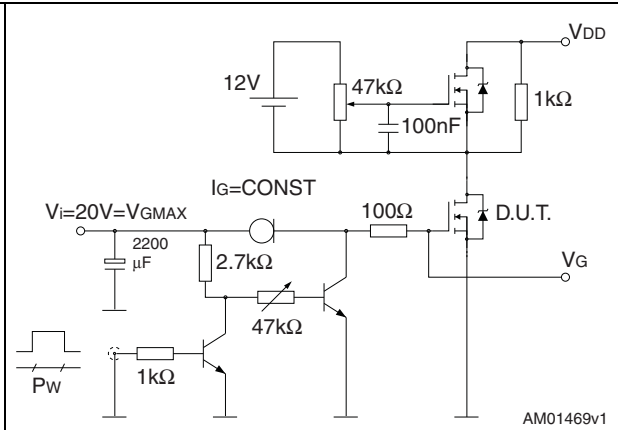 VDD
12V
47kΩ
1kΩ
100nF
IG=CONST
Vi=20V=VGMAX
100Ω
D.U.T.
2200
μF
2.7kΩ
VG
47kΩ
1kΩ
PW
AM01469v1